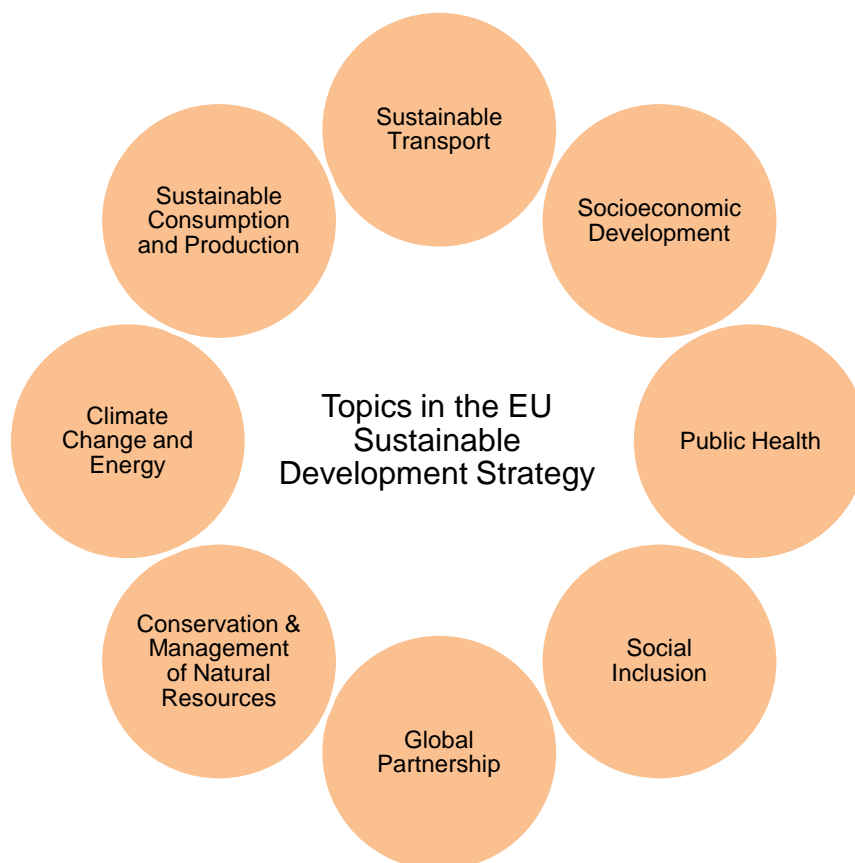 Sustainable
Transport
Socioeconomic
Development
Public Health
Social
Inclusion
Global
Partnership
Conservation &
Management
of Natural
Resources
Climate
Change and
Energy
Sustainable
Consumption
and Production
Topics in the EU
Sustainable
Development Strategy